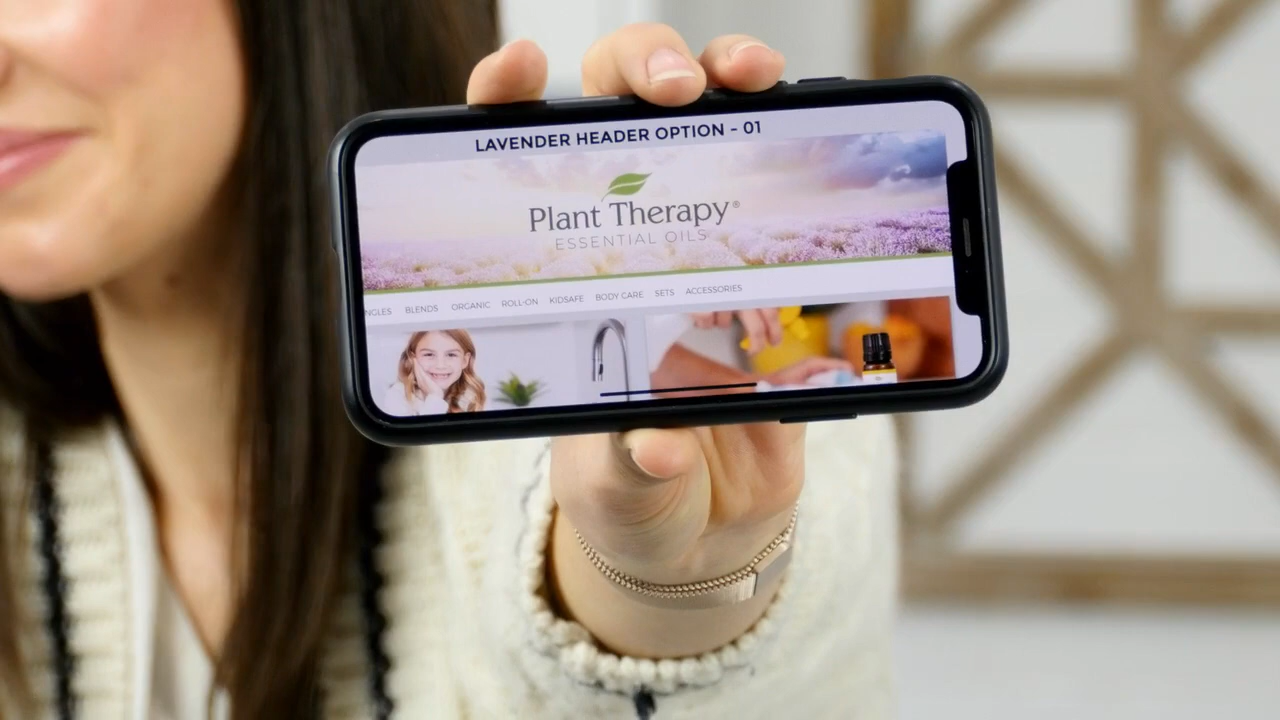 LAVENDER HEADER OPTION - 01
Plant Therapy®
ESSENTIAL OILS
NGLES BLENDS ORGANIC ROLL-ON KIDSAFE BODY CARE SETS ACCESSORIES